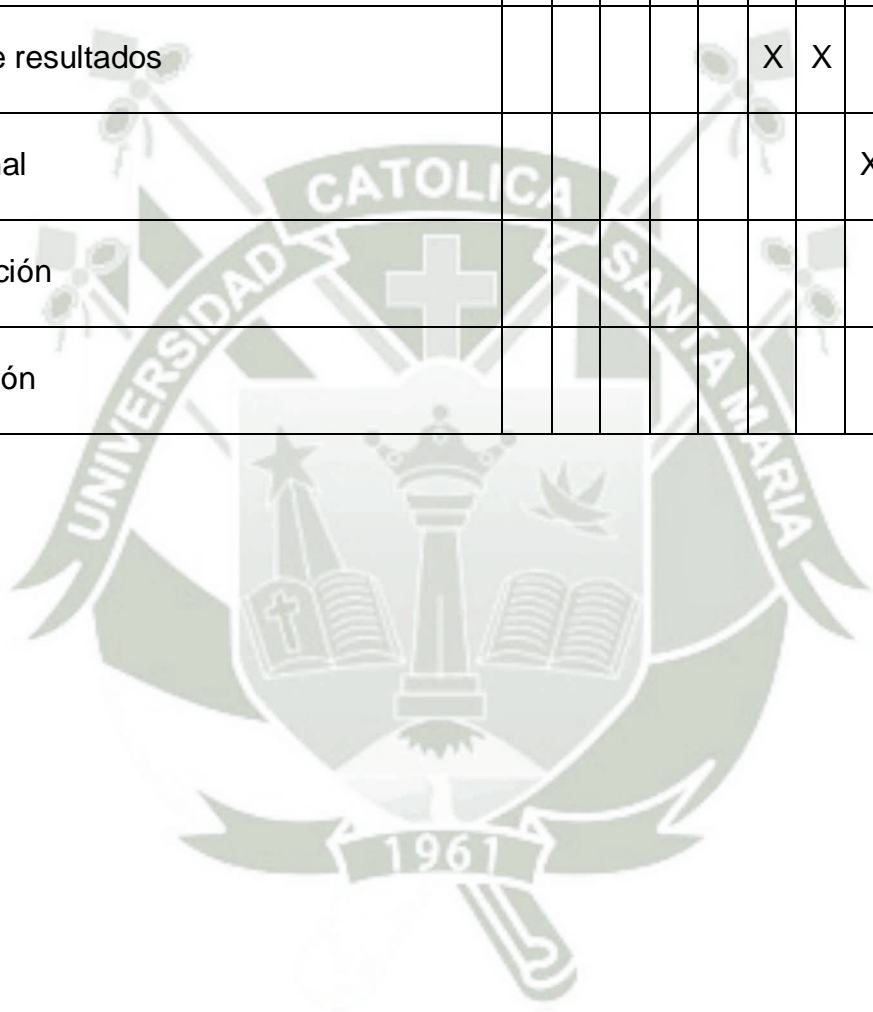 e resultados X X
al X
ción
ón
UNIVERSIDAD CATOLICA SANTA MARIA
1961